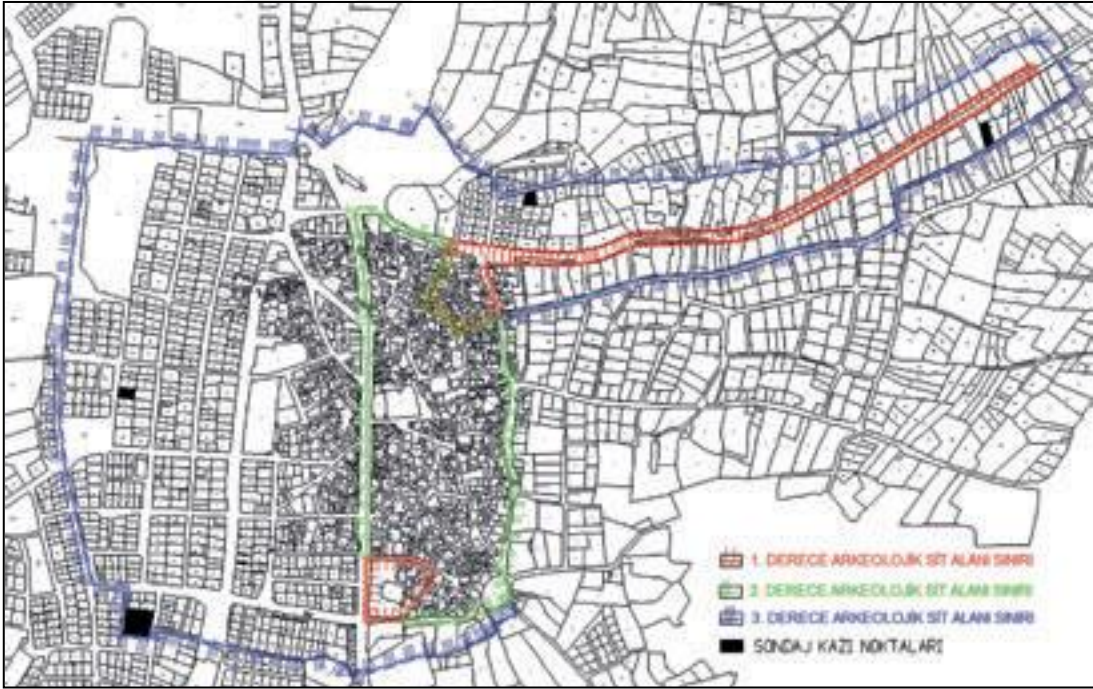 1. DERECE ARKEOLOJİK SİT ALANI SINIRI
2. DERECE ARKEOLOJİK SİT ALANI SINIRI
3. DERECE ARKEOLOJİK SİT ALANI SINIRI
SONDAJ KAZI NOKTALARI